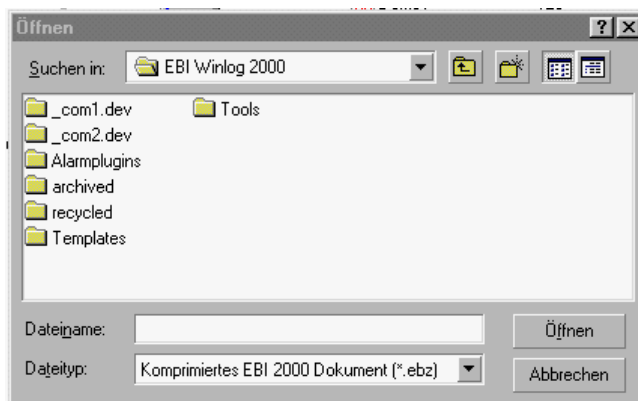 Öffnen
Suchen in: EBI Winlog 2000
_com1.dev Tools
_com2.dev
Alarmplugins
archived
recycled
Templates
Dateiname: Öffnen
Dateityp: Komprimiertes EBI 2000 Dokument (*.ebz) Abbrechen